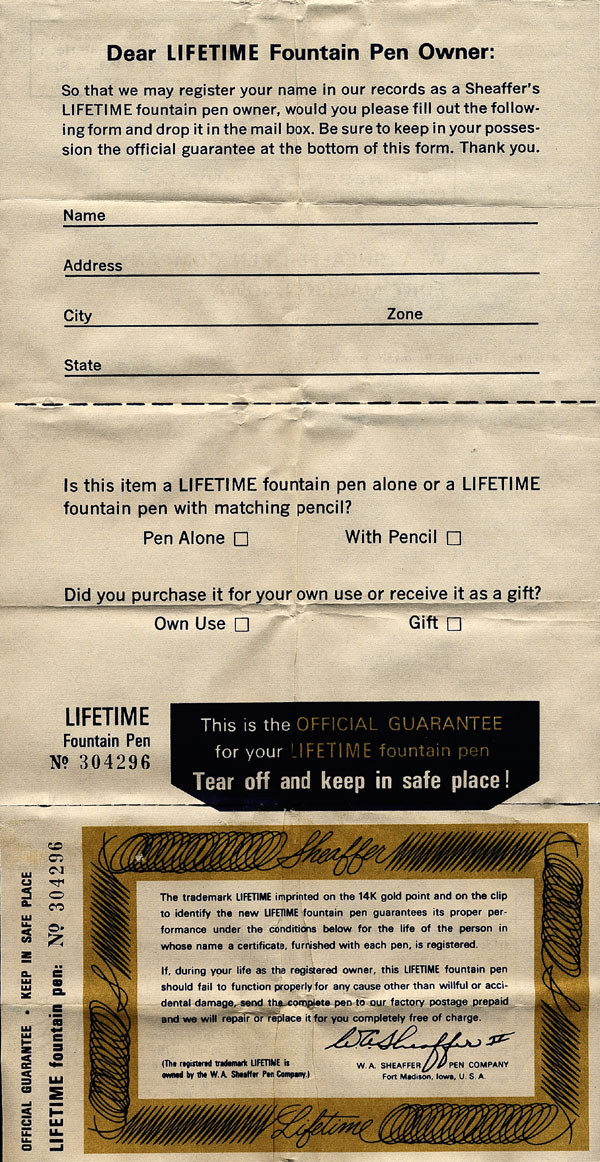 Dear LIFETIME Fountain Pen Owner:
So that we may register your name in our records as a Sheaffer's
LIFETIME fountain pen owner, would you please fill out the follow-
ing form and drop it in the mail box. Be sure to keep in your posses-
sion the official guarantee at the bottom of this form. Thank you.
Name
Address
City Zone
State
Is this item a LIFETIME fountain pen alone or a LIFETIME
fountain pen with matching pencil?
Pen Alone □ With Pencil □
Did you purchase it for your own use or receive it as a gift?
Own Use □ Gift □
LIFETIME
Fountain Pen
Nº 304296
This is the OFFICIAL GUARANTEE
for your LIFETIME fountain pen
Tear off and keep in safe place!
OFFICIAL GUARANTEE • KEEP IN SAFE PLACE
LIFETIME fountain pen: Nº 304296
Sheaffer
The trademark LIFETIME imprinted on the 14K gold point and on the clip
to identify the new LIFETIME fountain pen guarantees its proper per-
formance under the conditions below for the life of the person in
whose name a certificate, furnished with each pen, is registered.
If, during your life as the registered owner, this LIFETIME fountain pen
should fail to function properly for any cause other than willful or acci-
dental damage, send the complete pen to our factory postage prepaid
and we will repair or replace it for you completely free of charge.
W.A. Sheaffer II
(The registered trademark LIFETIME is
owned by the W. A. Sheaffer Pen Company.)
W. A. SHEAFFER PEN COMPANY
Fort Madison, Iowa, U. S. A.
Lifetime